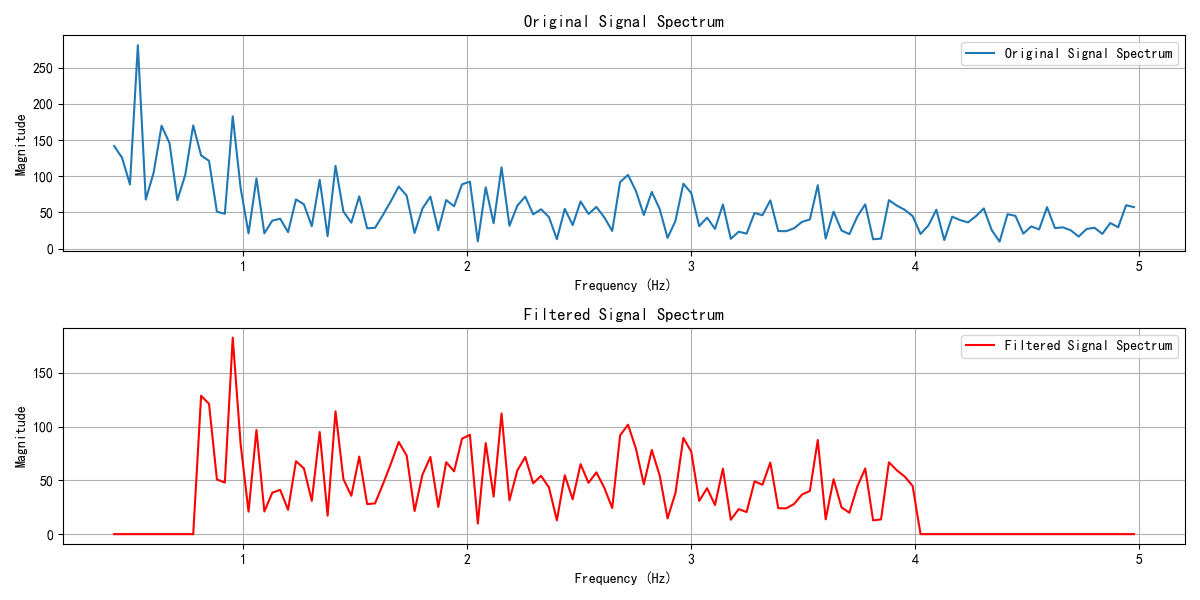 Original Signal Spectrum
Original Signal Spectrum
Magnitude
250
200
150
100
50
0
1 2 3 4 5
Frequency (Hz)
Filtered Signal Spectrum
Filtered Signal Spectrum
Magnitude
150
100
50
0
1 2 3 4 5
Frequency (Hz)